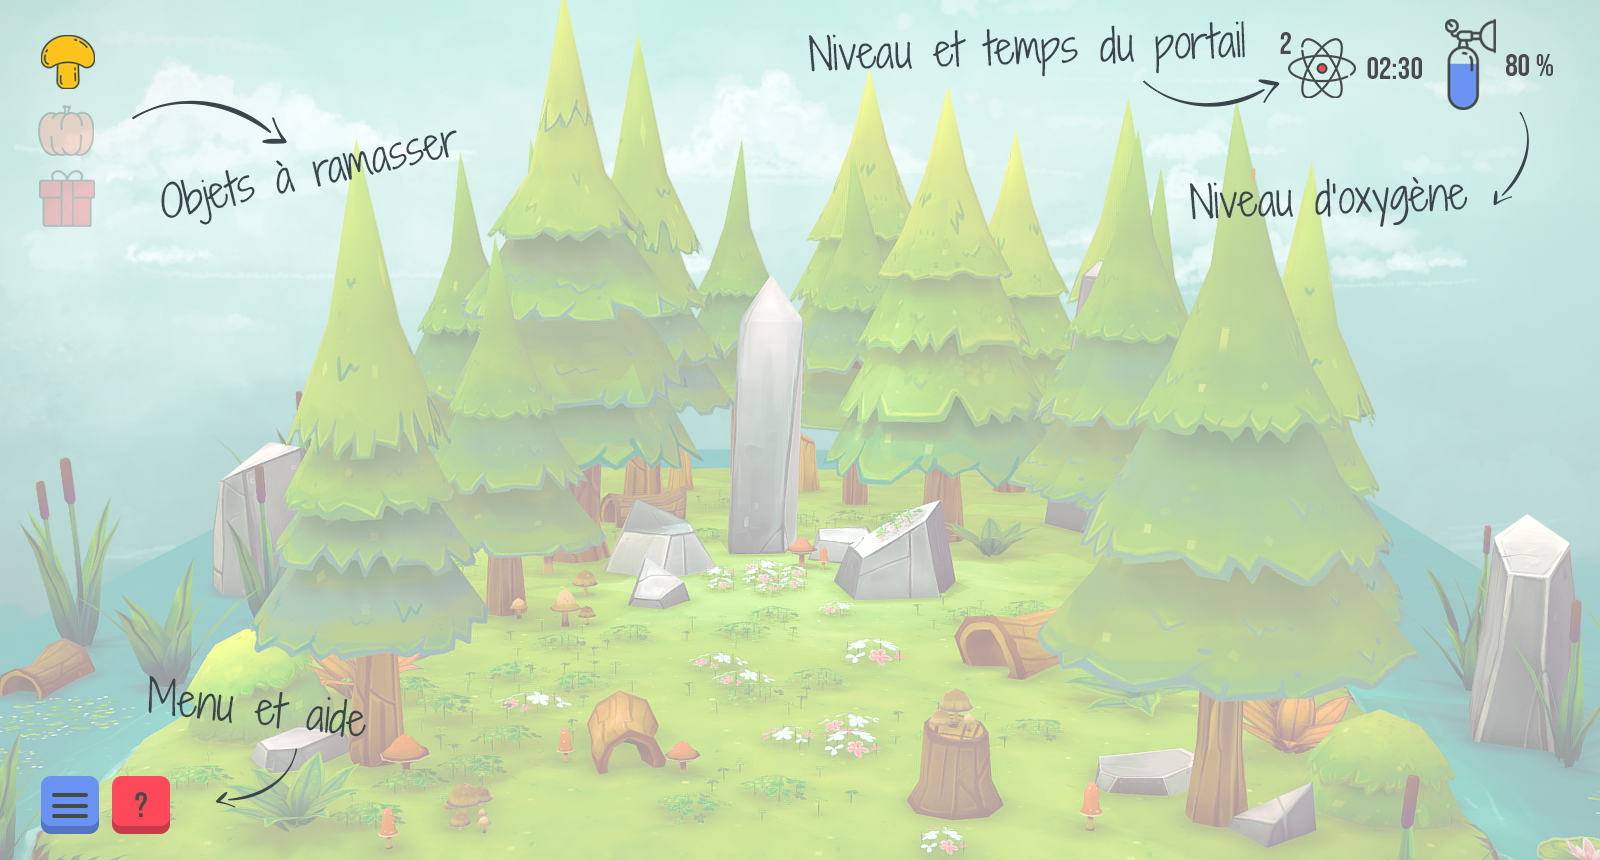 Niveau et temps du portail
2
02:30
80 %
Objets à ramasser
Niveau d'oxygène
Menu et aide
?